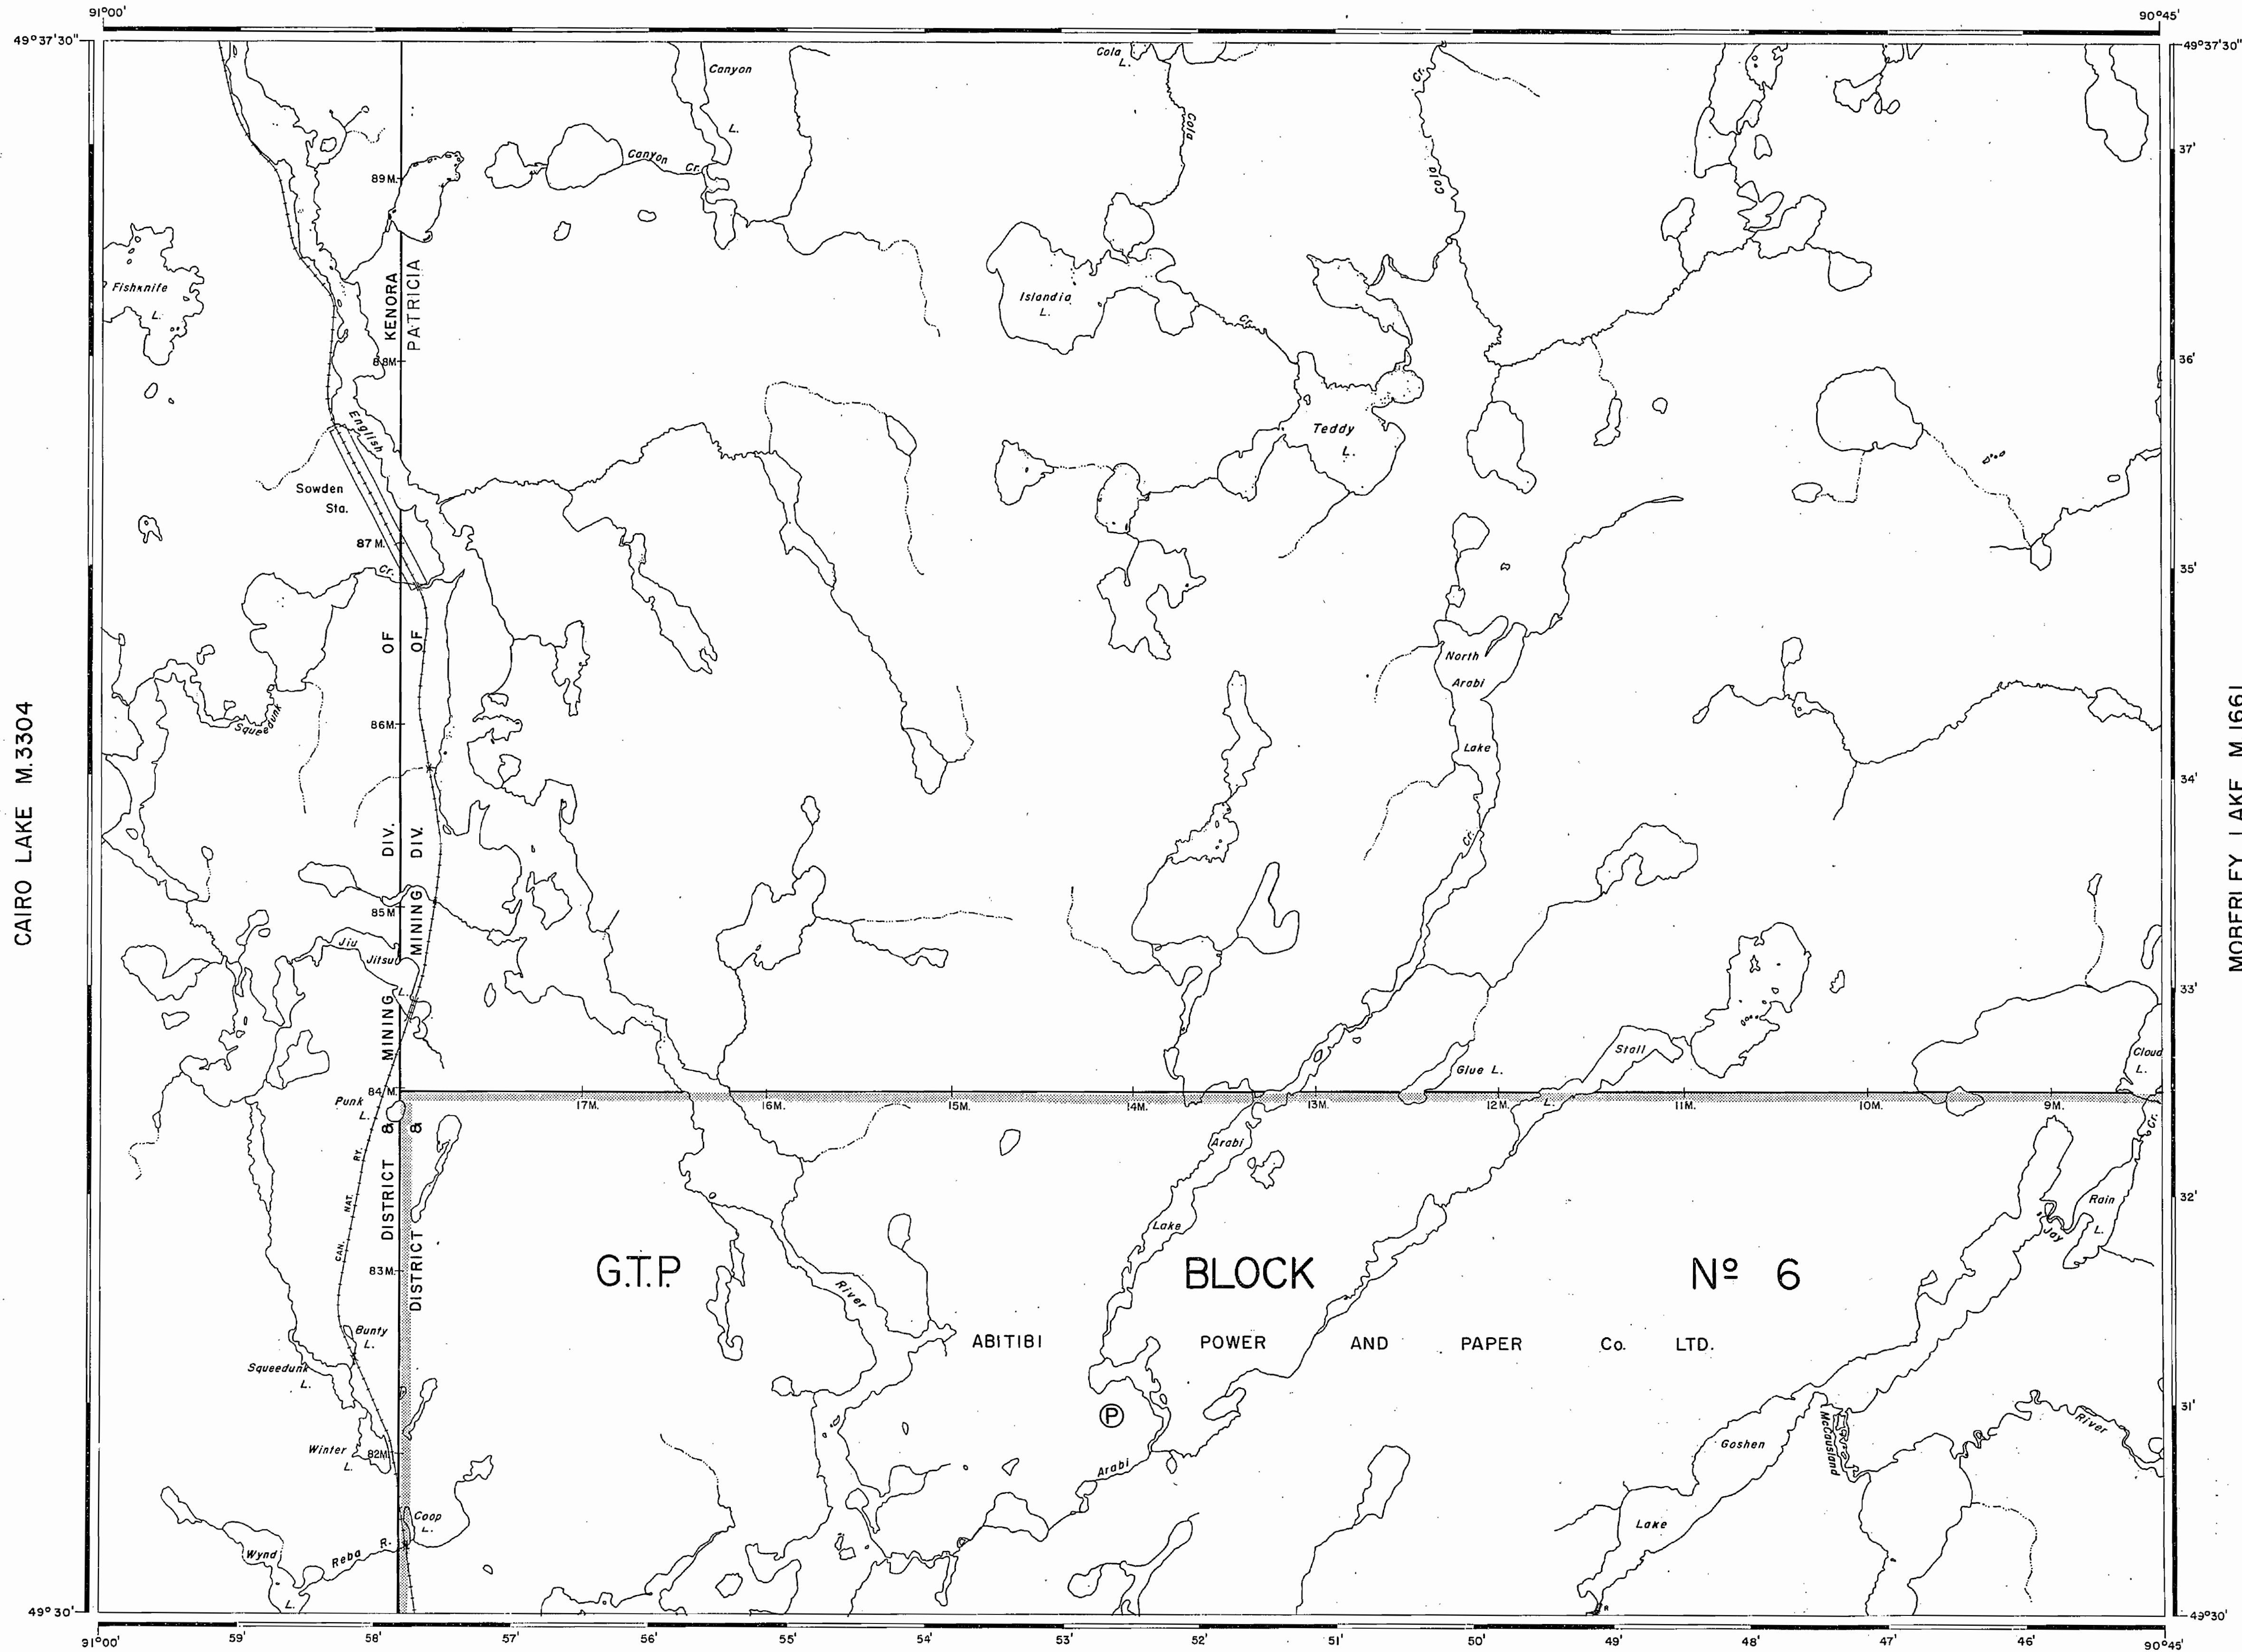 91°00'
90°45'
49°37'30"
49°37'30"
Canyon
L.
Cola
L.
Cr.
Cola
Cola
37'
Canyon
Cr.
89M.
Fishknife
L.
KENORA
PATRICIA
Islandia
L.
Cr.
88M
36'
English
Teddy
L.
Sowden
Sta.
87M.
Cr.
35'
OF
OF
North
Arabi
Lake
Squeedunk
86M.
CAIRO LAKE M.3304
MOBERLEY LAKE M.1661
34'
DIV.
DIV.
Cr.
85M
MINING
Jiu
Jitsu
L.
MINING
33'
Stall
L.
Glue L.
Cloud
L.
84M.
Punk
L.
17M.
16M.
15M.
14M.
13M.
12M.
11M.
10M.
9M.
&
&
Cr.
Arabi
Lake
RY.
NAT.
CAN.
DISTRICT
DISTRICT
32'
Rain
L.
Jay
83M.
G.T.P. BLOCK Nº 6
River
Bunty
L.
ABITIBI POWER AND PAPER Co. LTD.
Squeedunk
L.
P
31'
River
McCausland
Goshen
Lake
Winter
L.
82M.
Arabi
Coop
L.
Wynd
L.
Reba R.
49°30'
49°30'
91°00'
59'
58'
57'
56'
55'
54'
53'
52'
51'
50'
49'
48'
47'
46'
90°45'